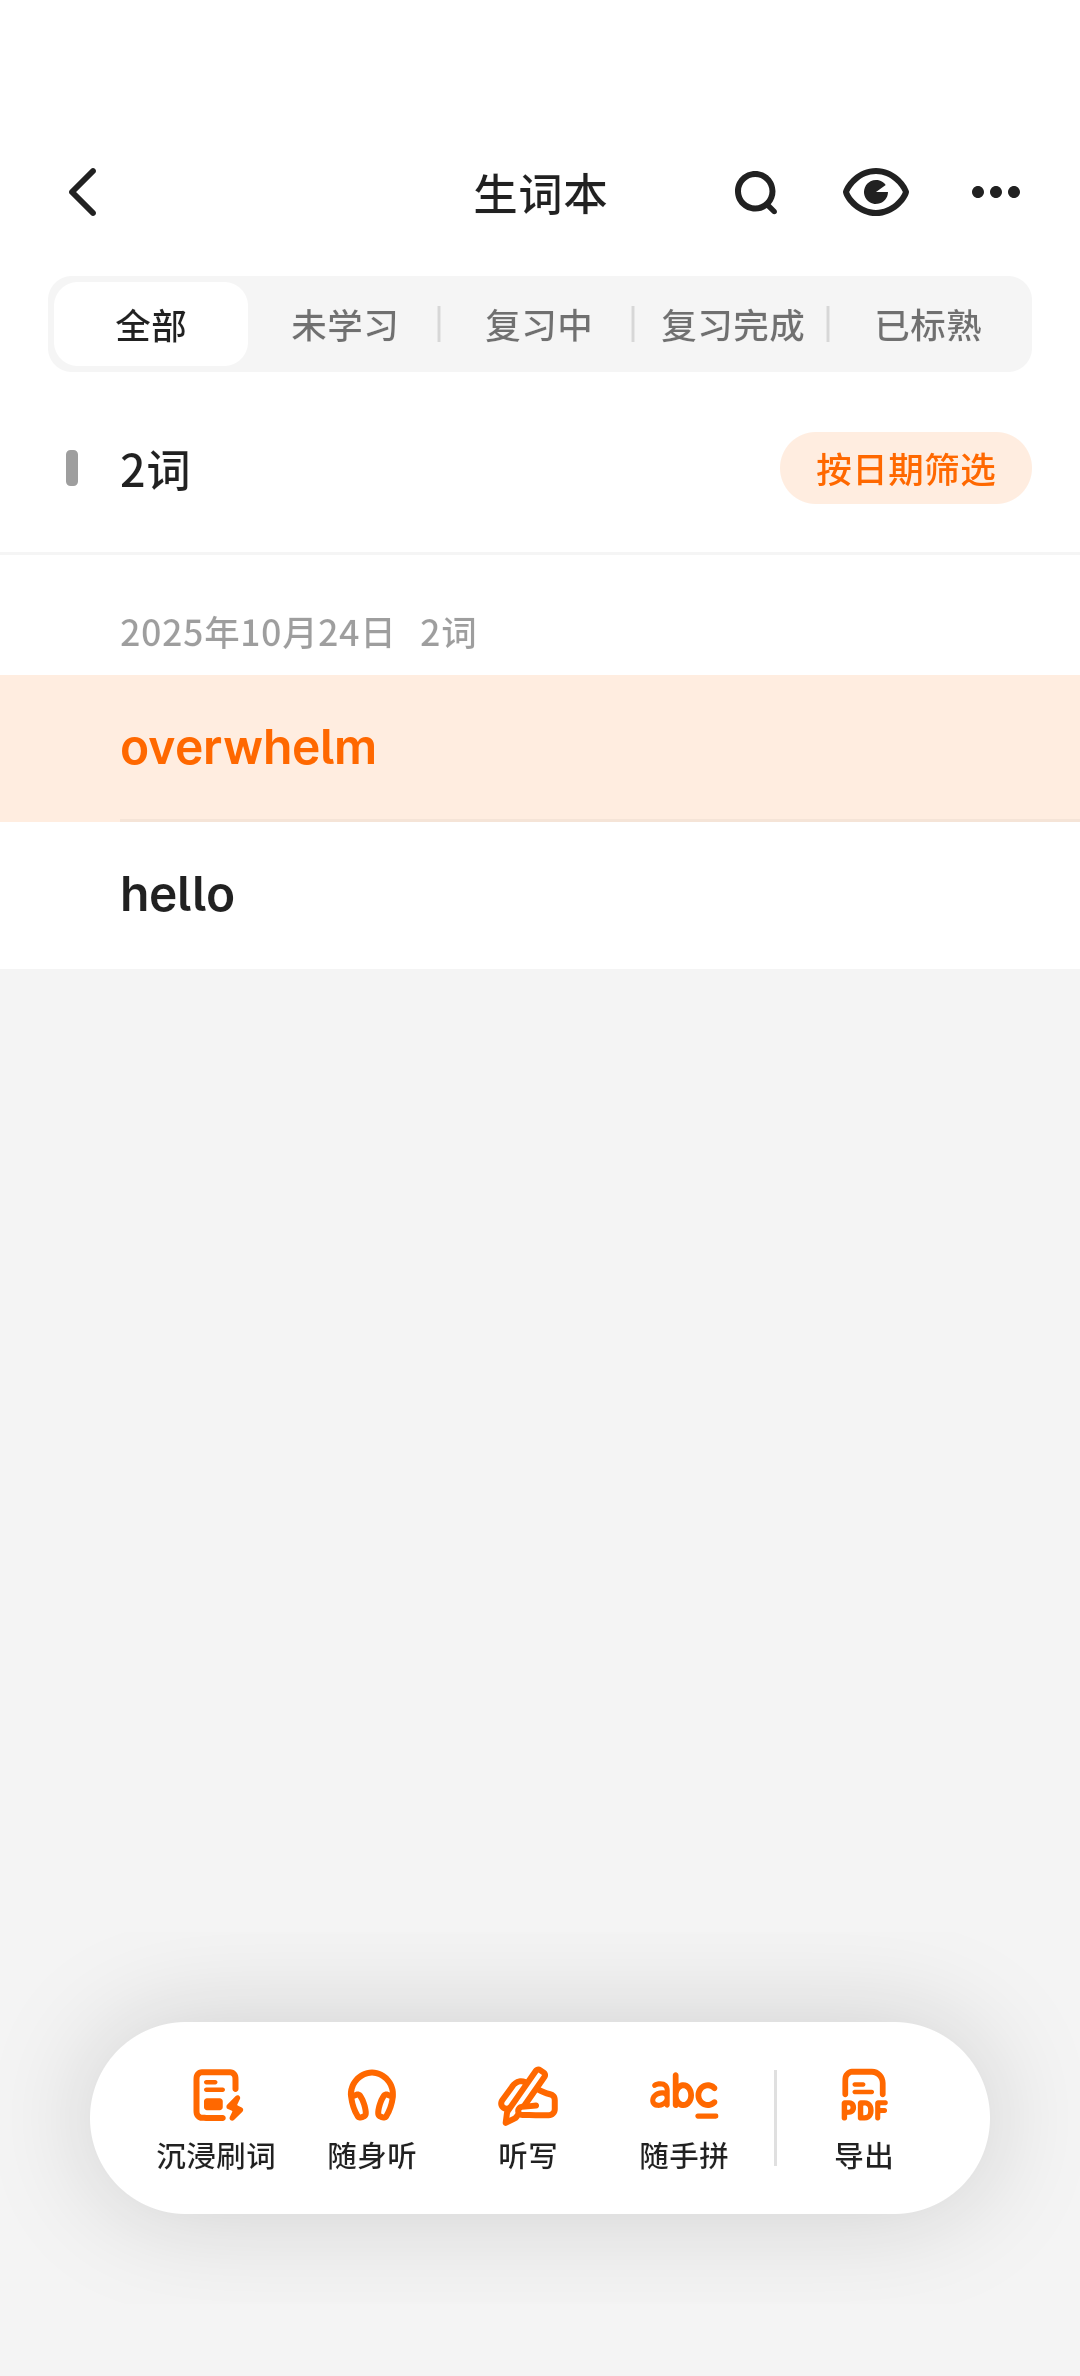 生词本
全部 未学习 复习中 复习完成 已标熟
2词 按日期筛选
2025年10月24日 2词
overwhelm
hello
abc PDF
沉浸刷词 随身听 听写 随手拼 导出